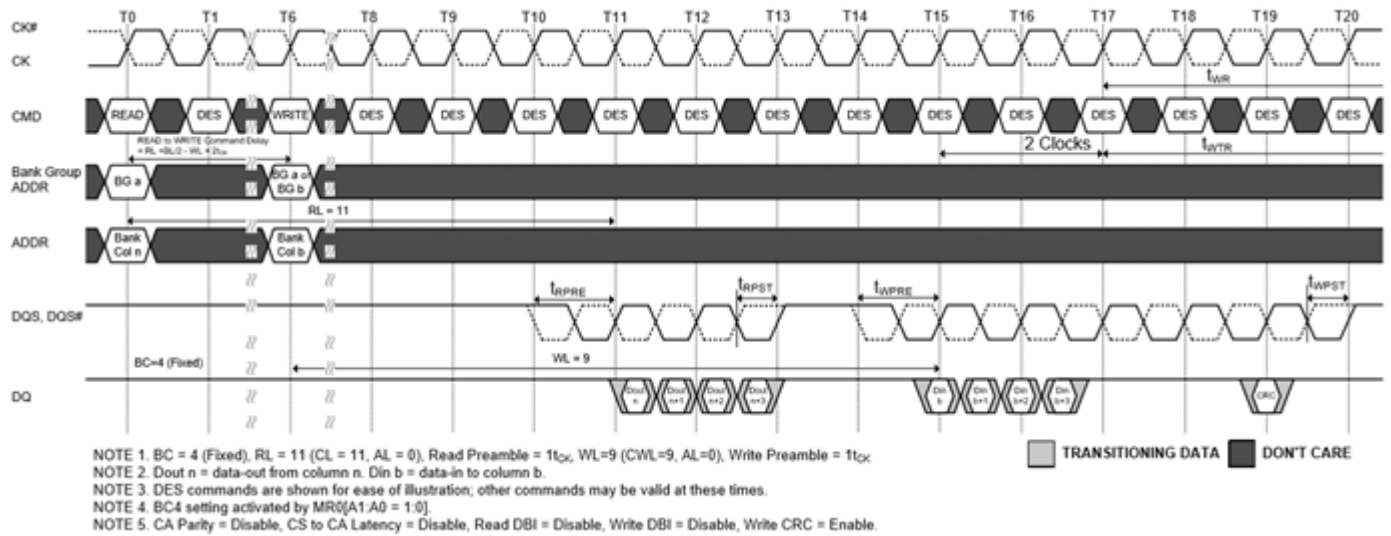 T0 T1 T6 T8 T9 T10 T11 T12 T13 T14 T15 T16 T17 T18 T19 T20
CK#
CK
tWR
CMD READ DES WRITE DES DES DES DES DES DES DES DES DES DES DES DES DES
READ to WRITE Command Delay
= RL +BL/2 - WL + 2tCK
2 Clocks tWTR
Bank Group
ADDR
BG a
BG a or
BG b
RL = 11
ADDR
Bank
Col n
Bank
Col b
tRPRE tRPST tWPRE tWPST
DQS, DQS#
BC=4 (Fixed) WL = 9
DQ
Dout
n
Dout
n+1
Dout
n+2
Dout
n+3
Din
b
Din
b+1
Din
b+2
Din
b+3
CRC
NOTE 1. BC = 4 (Fixed), RL = 11 (CL = 11, AL = 0), Read Preamble = 1tCK, WL=9 (CWL=9, AL=0), Write Preamble = 1tCK
NOTE 2. Dout n = data-out from column n. Din b = data-in to column b.
NOTE 3. DES commands are shown for ease of illustration; other commands may be valid at these times.
NOTE 4. BC4 setting activated by MR0[A1:A0 = 1:0].
NOTE 5. CA Parity = Disable, CS to CA Latency = Disable, Read DBI = Disable, Write DBI = Disable, Write CRC = Enable.
TRANSITIONING DATA DON'T CARE